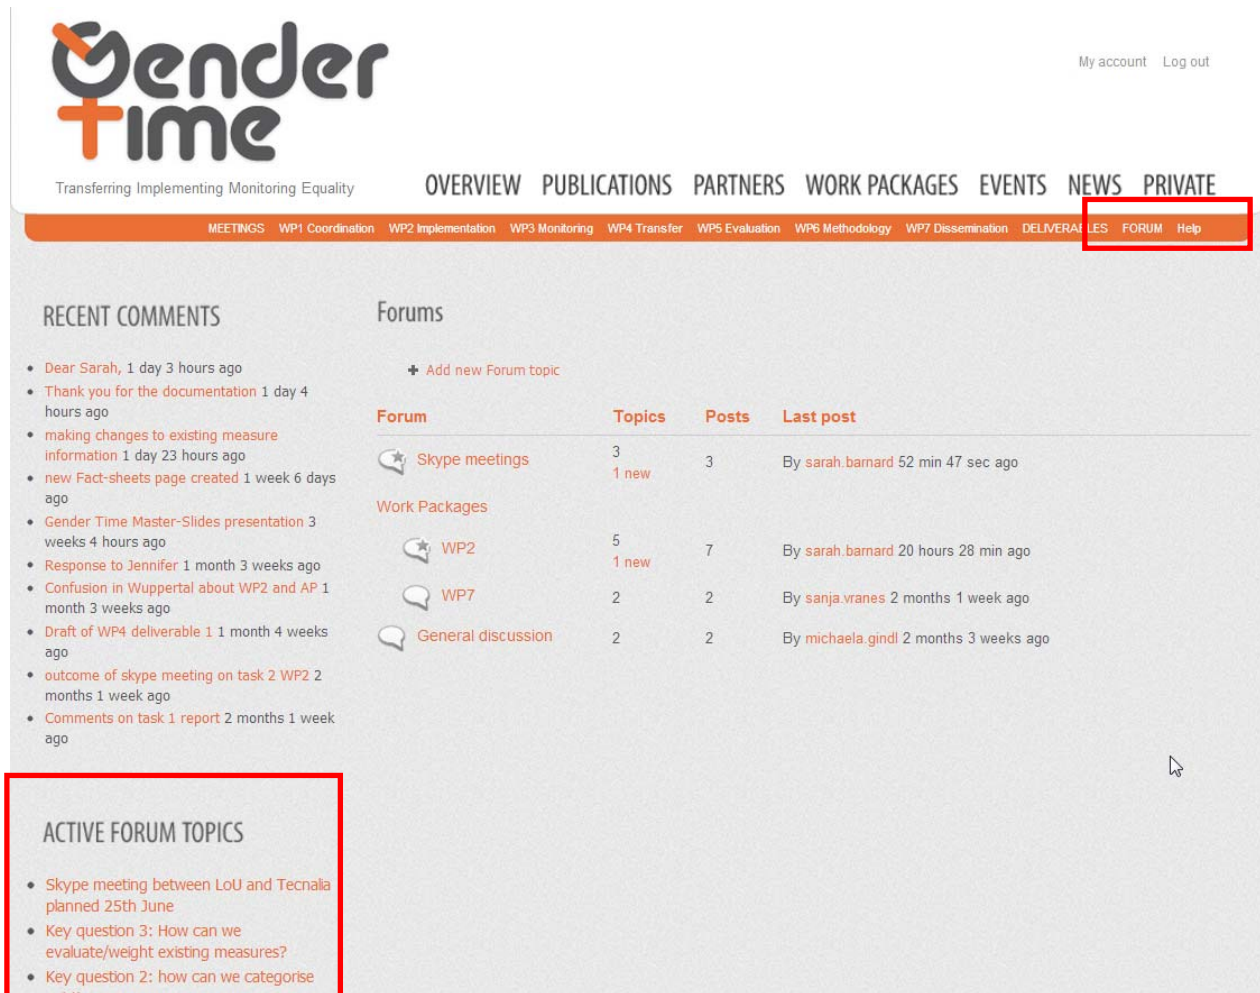 Gender
Time
Transferring Implementing Monitoring Equality
My account Log out
OVERVIEW PUBLICATIONS PARTNERS WORK PACKAGES EVENTS NEWS PRIVATE
MEETINGS WP1 Coordination WP2 Implementation WP3 Monitoring WP4 Transfer WP5 Evaluation WP6 Methodology WP7 Dissemination DELIVERABLES FORUM Help
RECENT COMMENTS
Dear Sarah, 1 day 3 hours ago
Thank you for the documentation 1 day 4
hours ago
making changes to existing measure
information 1 day 23 hours ago
new Fact-sheets page created 1 week 6 days
ago
Gender Time Master-Slides presentation 3
weeks 4 hours ago
Response to Jennifer 1 month 3 weeks ago
Confusion in Wuppertal about WP2 and AP 1
month 3 weeks ago
Draft of WP4 deliverable 1 1 month 4 weeks
ago
outcome of skype meeting on task 2 WP2 2
months 1 week ago
Comments on task 1 report 2 months 1 week
ago
ACTIVE FORUM TOPICS
Skype meeting between LoU and Tecnalia
planned 25th June
Key question 3: How can we
evaluate/weight existing measures?
Key question 2: how can we categorise
Forums
Add new Forum topic
Forum Topics Posts Last post
Skype meetings 3 3 By sarah.barnard 52 min 47 sec ago
1 new
Work Packages
WP2 5 7 By sarah.barnard 20 hours 28 min ago
1 new
WP7 2 2 By sanja.vranes 2 months 1 week ago
General discussion 2 2 By michaela.gindl 2 months 3 weeks ago